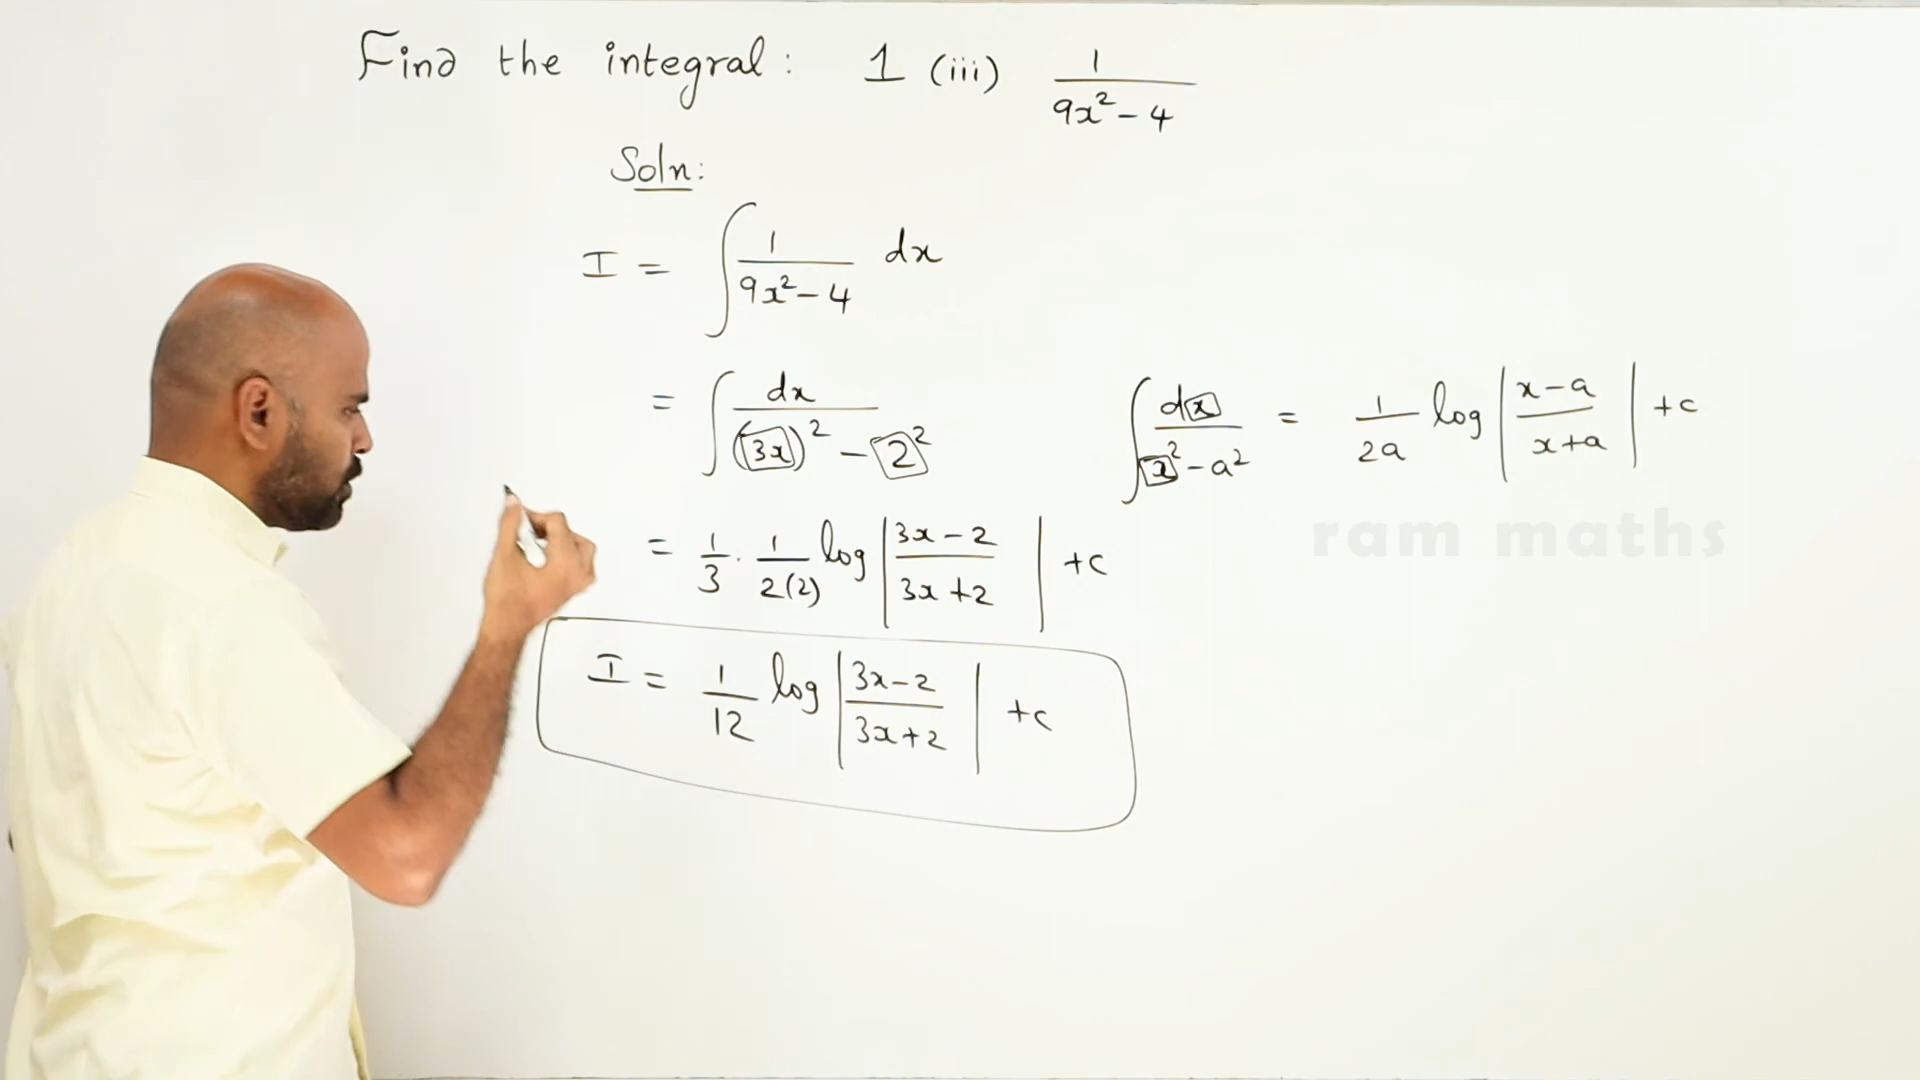 Find the integral: 1 (iii) 1/(9x² - 4)
Soln:
I = ∫ 1/(9x² - 4) dx
= ∫ dx/((3x)² - 2²)
∫ dx/(x² - a²) = 1/2a log |(x-a)/(x+a)| + c
ram maths
= 1/3 · 1/2(2) log |(3x - 2)/(3x + 2)| + c
I = 1/12 log |(3x-2)/(3x+2)| + c